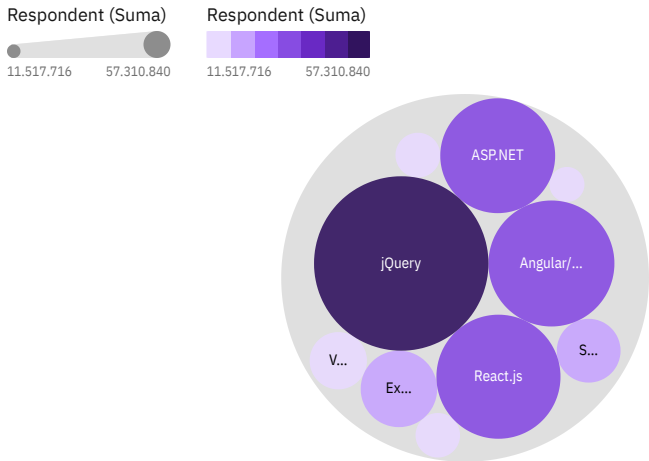 Respondent (Suma)
Respondent (Suma)
11.517.716
57.310.840
11.517.716
57.310.840
ASP.NET
jQuery
Angular/...
S...
V...
Ex...
React.js